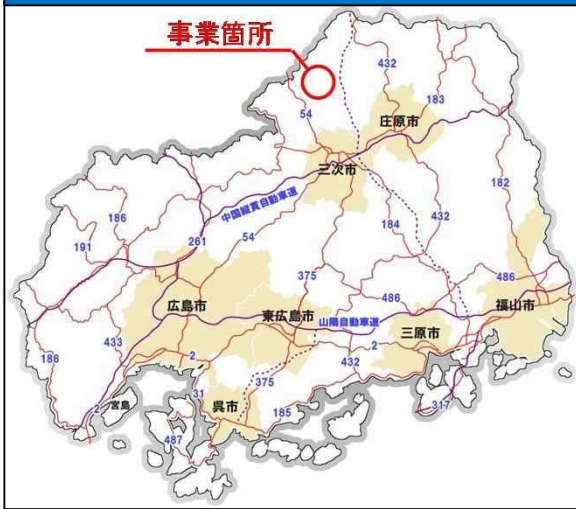 事業箇所
432
183
54
庄原市
三次市
182
中国縦貫自動車道
186
191
261
54
184
432
375
486
486
広島市
東広島市
山陽自動車道
三原市
福山市
186
433
2
2
432
31
375
185
317
宮島
2
呉市
487